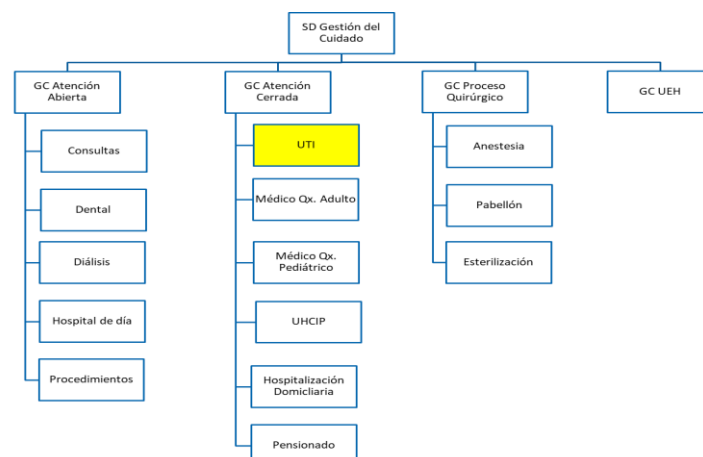 SD Gestión del
Cuidado
GC Atención
Abierta
GC Atención
Cerrada
GC Proceso
Quirúrgico
GC UEH
Consultas
Dental
Diálisis
Hospital de día
Procedimientos
UTI
Médico Qx. Adulto
Médico Qx.
Pediátrico
UHCIP
Hospitalización
Domicliaria
Pensionado
Anestesia
Pabellón
Esterilización